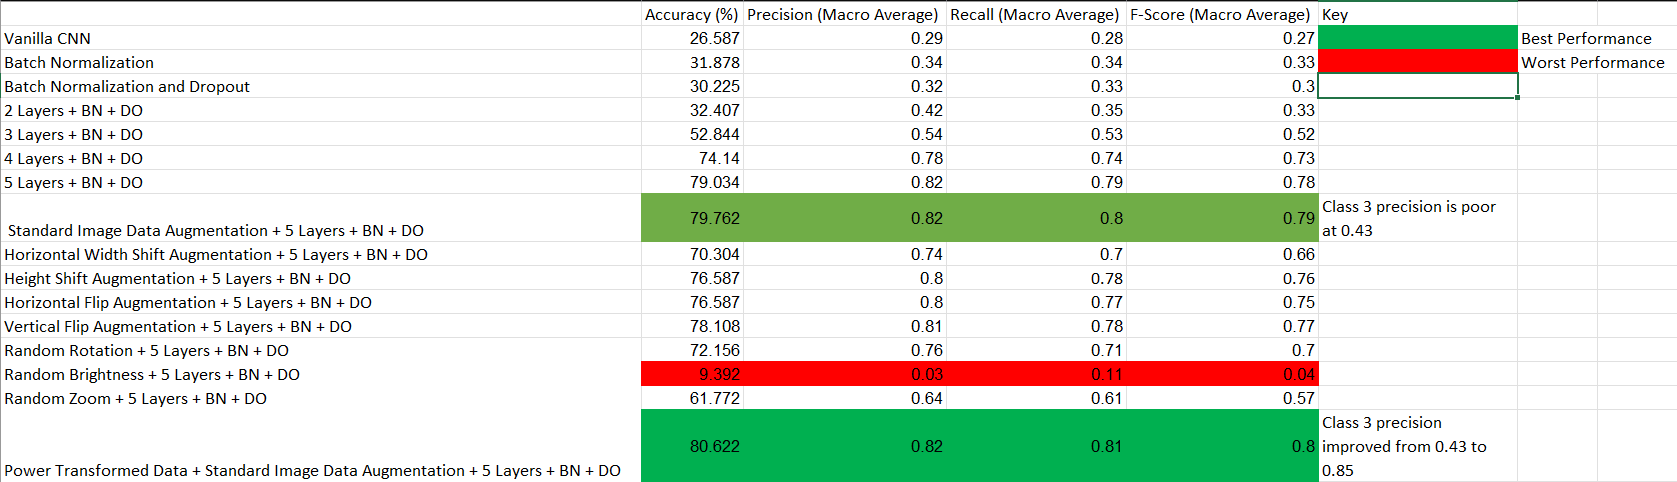 Accuracy (%) Precision (Macro Average) Recall (Macro Average) F-Score (Macro Average) Key
Vanilla CNN 26.587 0.29 0.28 0.27 Best Performance
Batch Normalization 31.878 0.34 0.34 0.33 Worst Performance
Batch Normalization and Dropout 30.225 0.32 0.33 0.3
2 Layers + BN + DO 32.407 0.42 0.35 0.33
3 Layers + BN + DO 52.844 0.54 0.53 0.52
4 Layers + BN + DO 74.14 0.78 0.74 0.73
5 Layers + BN + DO 79.034 0.82 0.79 0.78
Standard Image Data Augmentation + 5 Layers + BN + DO 79.762 0.82 0.8 0.79 Class 3 precision is poor
at 0.43
Horizontal Width Shift Augmentation + 5 Layers + BN + DO 70.304 0.74 0.7 0.66
Height Shift Augmentation + 5 Layers + BN + DO 76.587 0.8 0.78 0.76
Horizontal Flip Augmentation + 5 Layers + BN + DO 76.587 0.8 0.77 0.75
Vertical Flip Augmentation + 5 Layers + BN + DO 78.108 0.81 0.78 0.77
Random Rotation + 5 Layers + BN + DO 72.156 0.76 0.71 0.7
Random Brightness + 5 Layers + BN + DO 9.392 0.03 0.11 0.04
Random Zoom + 5 Layers + BN + DO 61.772 0.64 0.61 0.57
Power Transformed Data + Standard Image Data Augmentation + 5 Layers + BN + DO 80.622 0.82 0.81 0.8 Class 3 precision
improved from 0.43 to
0.85